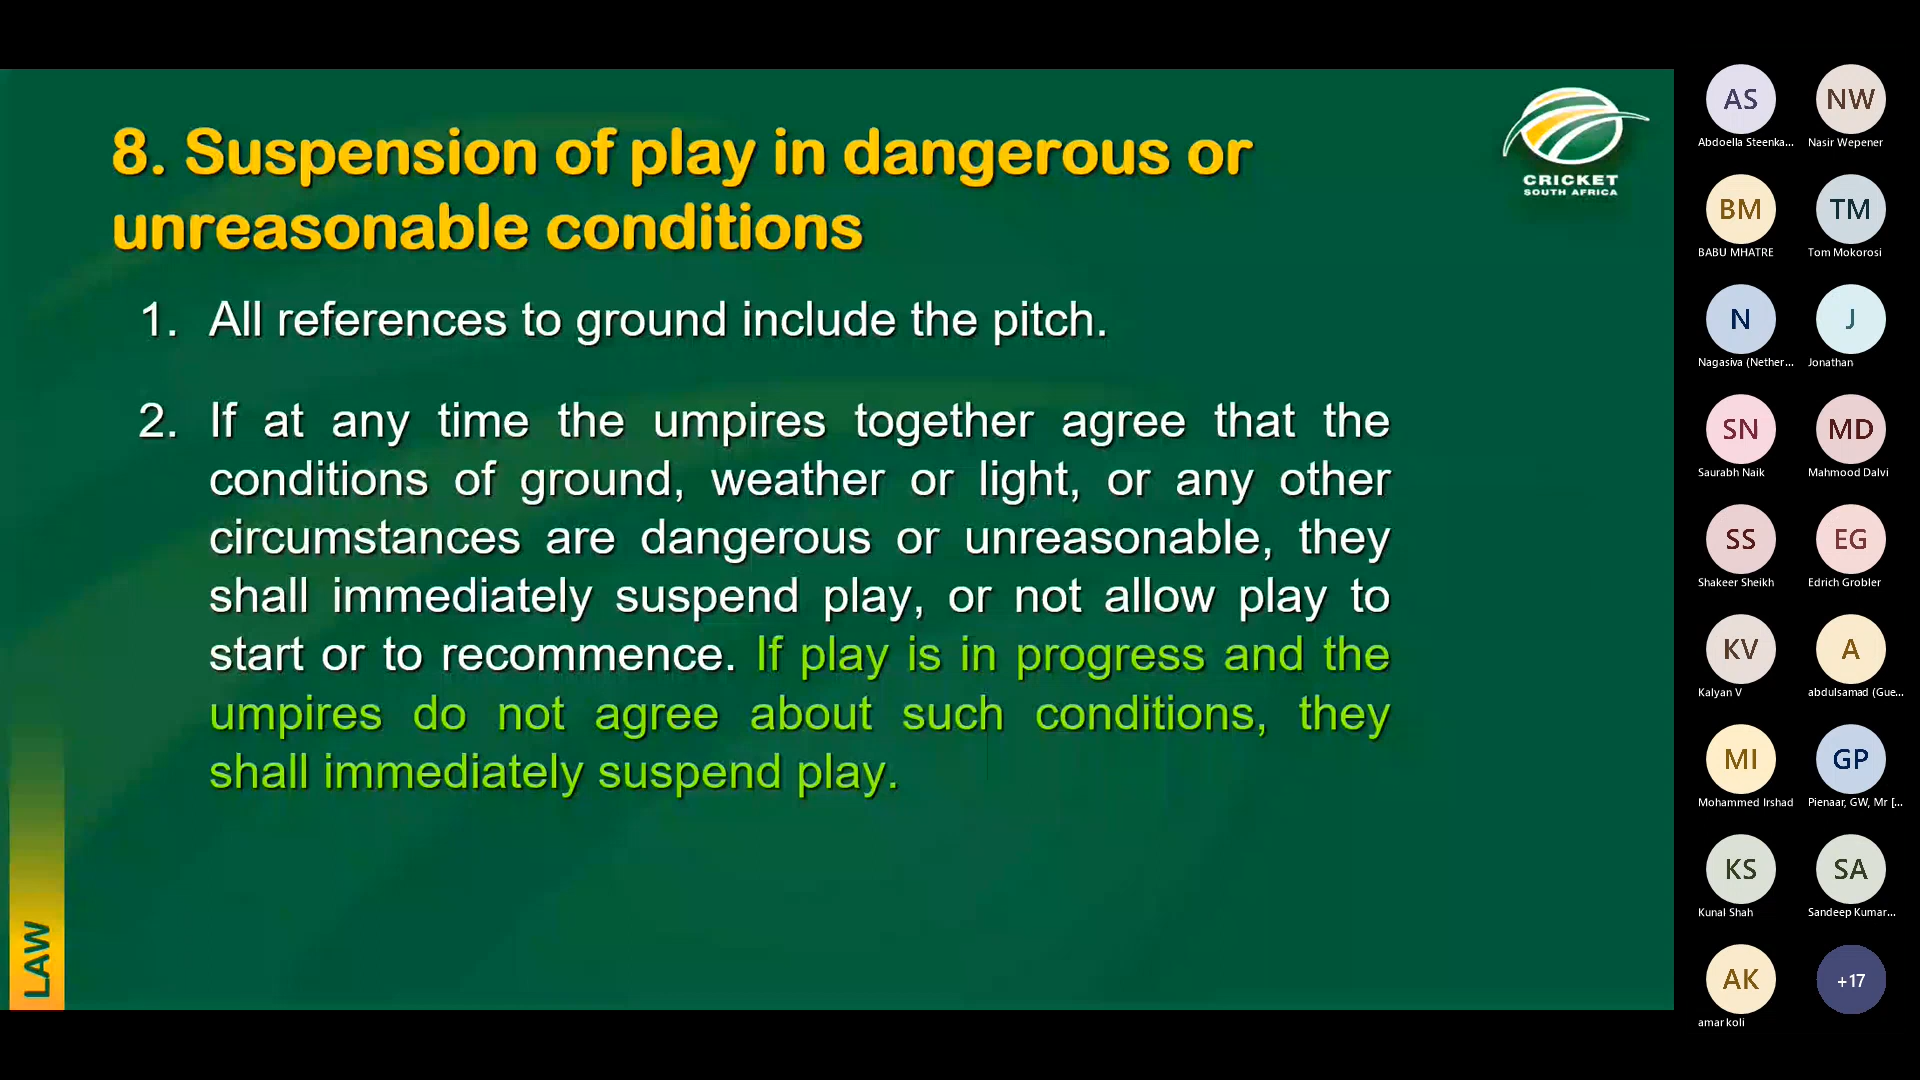 8. Suspension of play in dangerous or
unreasonable conditions
CRICKET
SOUTH AFRICA
1. All references to ground include the pitch.
2. If at any time the umpires together agree that the
conditions of ground, weather or light, or any other
circumstances are dangerous or unreasonable, they
shall immediately suspend play, or not allow play to
start or to recommence. If play is in progress and the
umpires do not agree about such conditions, they
shall immediately suspend play.
LAW
AS NW
Abdoella Steenka... Nasir Wepener
BM TM
BABU MHATRE Tom Mokorosi
N J
Nagasiva (Nether... Jonathan
SN MD
Saurabh Naik Mahmood Dalvi
SS EG
Shakeer Sheikh Edrich Grobler
KV A
Kalyan V abdulsamad (Gue...
MI GP
Mohammed Irshad Pienaar, GW, Mr [...
KS SA
Kunal Shah Sandeep Kumar...
AK +17
amar koli